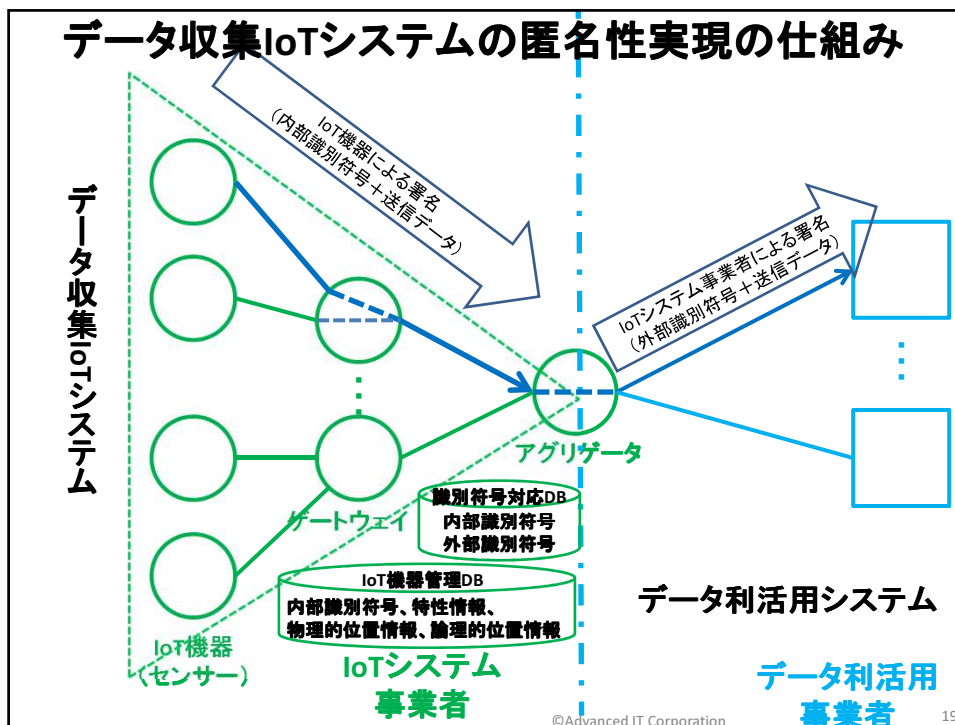 データ収集IoTシステムの匿名性実現の仕組み
データ収集IoTシステム
IoT機器による署名
（内部識別符号＋送信データ）
IoTシステム事業者による署名
（外部識別符号＋送信データ）
アグリゲータ
ゲートウェイ
識別符号対応DB
内部識別符号
外部識別符号
IoT機器管理DB
内部識別符号、特性情報、
物理的位置情報、論理的位置情報
IoT機器
（センサー）
IoTシステム
事業者
データ利活用システム
データ利活用
事業者
©Advanced IT Corporation
19